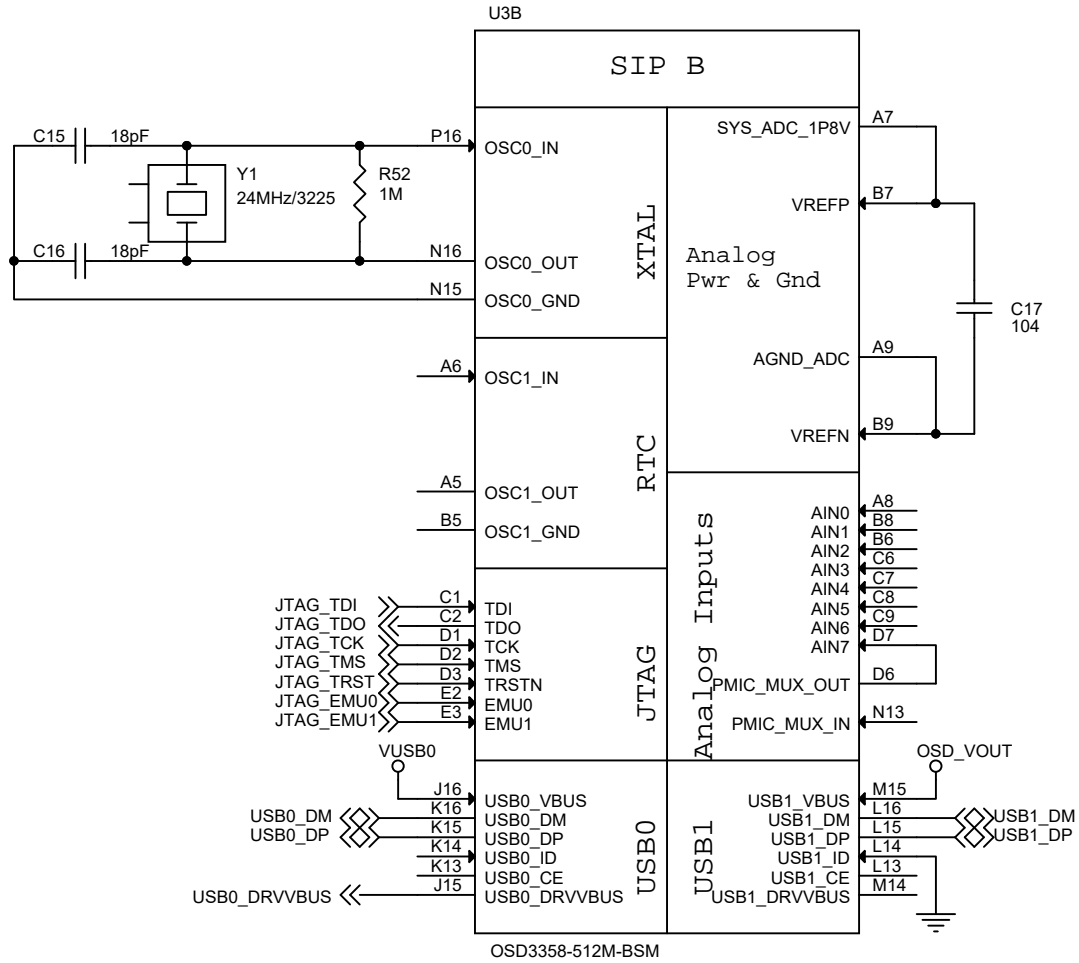 U3B
SIP B
C15 18pF
P16 OSC0_IN
Y1
24MHz/3225
R52
1M
C16 18pF
N16 OSC0_OUT
N15 OSC0_GND
XTAL
A6 OSC1_IN
A5 OSC1_OUT
B5 OSC1_GND
RTC
JTAG_TDI C1 TDI
JTAG_TDO C2 TDO
JTAG_TCK D1 TCK
JTAG_TMS D2 TMS
JTAG_TRST D3 TRSTN
JTAG_EMU0 E2 EMU0
JTAG_EMU1 E3 EMU1
JTAG
VUSB0
J16 USB0_VBUS
USB0_DM K16 USB0_DM
USB0_DP K15 USB0_DP
K14 USB0_ID
K13 USB0_CE
USB0_DRVVBUS J15 USB0_DRVVBUS
USB0
SYS_ADC_1P8V A7
VREFP B7
Analog
Pwr & Gnd
C17
104
AGND_ADC A9
VREFN B9
Analog Inputs
AIN0 A8
AIN1 B8
AIN2 B6
AIN3 C6
AIN4 C7
AIN5 C8
AIN6 C9
AIN7 D7
PMIC_MUX_OUT D6
PMIC_MUX_IN N13
OSD_VOUT
USB1
USB1_VBUS M15
USB1_DM L16 USB1_DM
USB1_DP L15 USB1_DP
USB1_ID L14
USB1_CE L13
USB1_DRVVBUS M14
OSD3358-512M-BSM